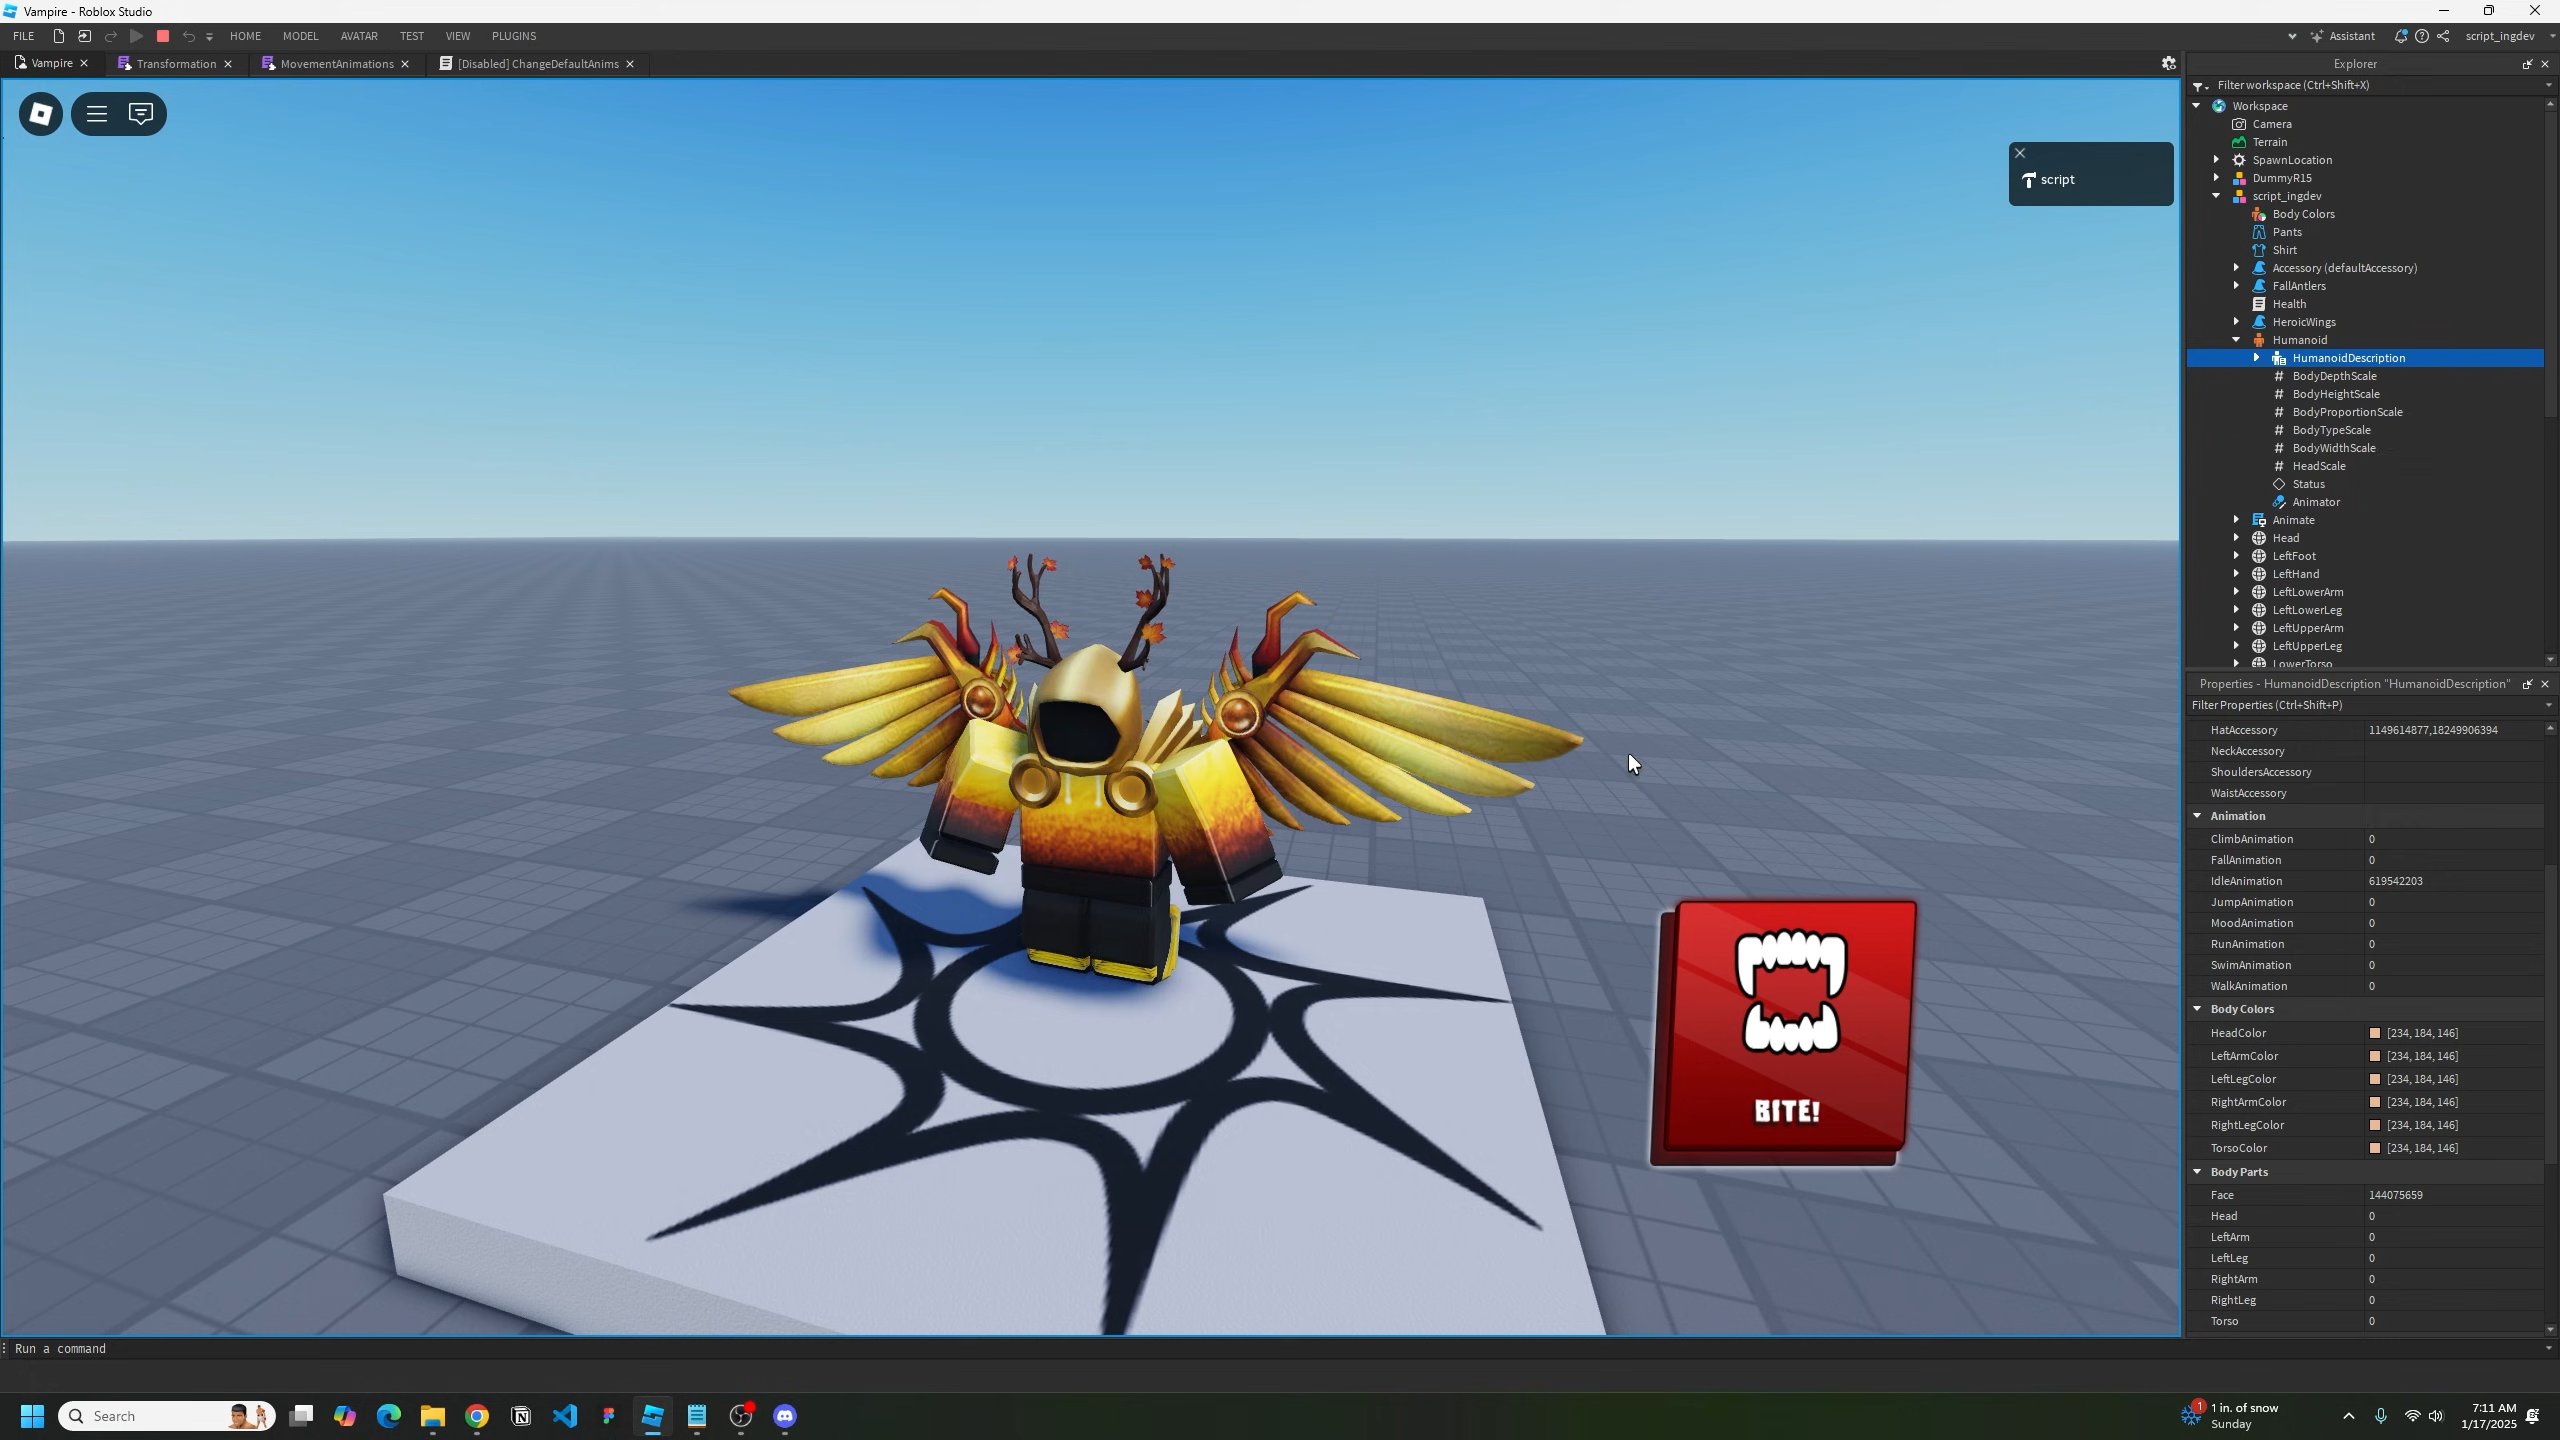 Vampire - Roblox Studio
FILE HOME MODEL AVATAR TEST VIEW PLUGINS Assistant script_ingdev
Vampire Transformation MovementAnimations [Disabled] ChangeDefaultAnims
script
BITE!
Run a command
Explorer
Filter workspace (Ctrl+Shift+X)
Workspace
Camera
Terrain
SpawnLocation
DummyR15
script_ingdev
Body Colors
Pants
Shirt
Accessory (defaultAccessory)
FallAntlers
Health
HeroicWings
Humanoid
HumanoidDescription
BodyDepthScale
BodyHeightScale
BodyProportionScale
BodyTypeScale
BodyWidthScale
HeadScale
Status
Animator
Animate
Head
LeftFoot
LeftHand
LeftLowerArm
LeftLowerLeg
LeftUpperArm
LeftUpperLeg
LowerTorso
Properties - HumanoidDescription "HumanoidDescription"
Filter Properties (Ctrl+Shift+P)
HatAccessory 1149614877,18249906394
NeckAccessory
ShouldersAccessory
WaistAccessory
Animation
ClimbAnimation 0
FallAnimation 0
IdleAnimation 619542203
JumpAnimation 0
MoodAnimation 0
RunAnimation 0
SwimAnimation 0
WalkAnimation 0
Body Colors
HeadColor [234, 184, 146]
LeftArmColor [234, 184, 146]
LeftLegColor [234, 184, 146]
RightArmColor [234, 184, 146]
RightLegColor [234, 184, 146]
TorsoColor [234, 184, 146]
Body Parts
Face 144075659
Head 0
LeftArm 0
LeftLeg 0
RightArm 0
RightLeg 0
Torso 0
Search
1
1 in. of snow
Sunday
7:11 AM
1/17/2025